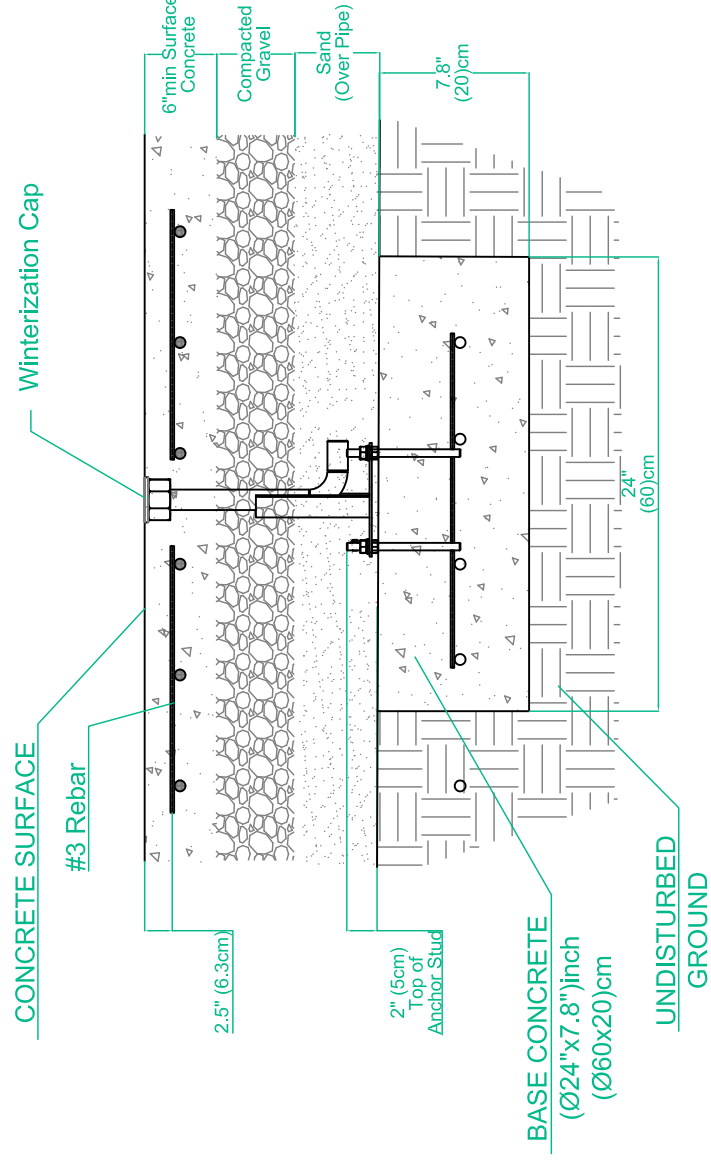 Winterization Cap
6"min Surface
Concrete
Compacted
Gravel
Sand
(Over Pipe)
7.8"
(20)cm
CONCRETE SURFACE
#3 Rebar
2.5" (6.3cm)
2" (5cm)
Top of
Anchor Stud
24"
(60)cm
BASE CONCRETE
(Ø24"x7.8")inch
(Ø60x20)cm
UNDISTURBED
GROUND